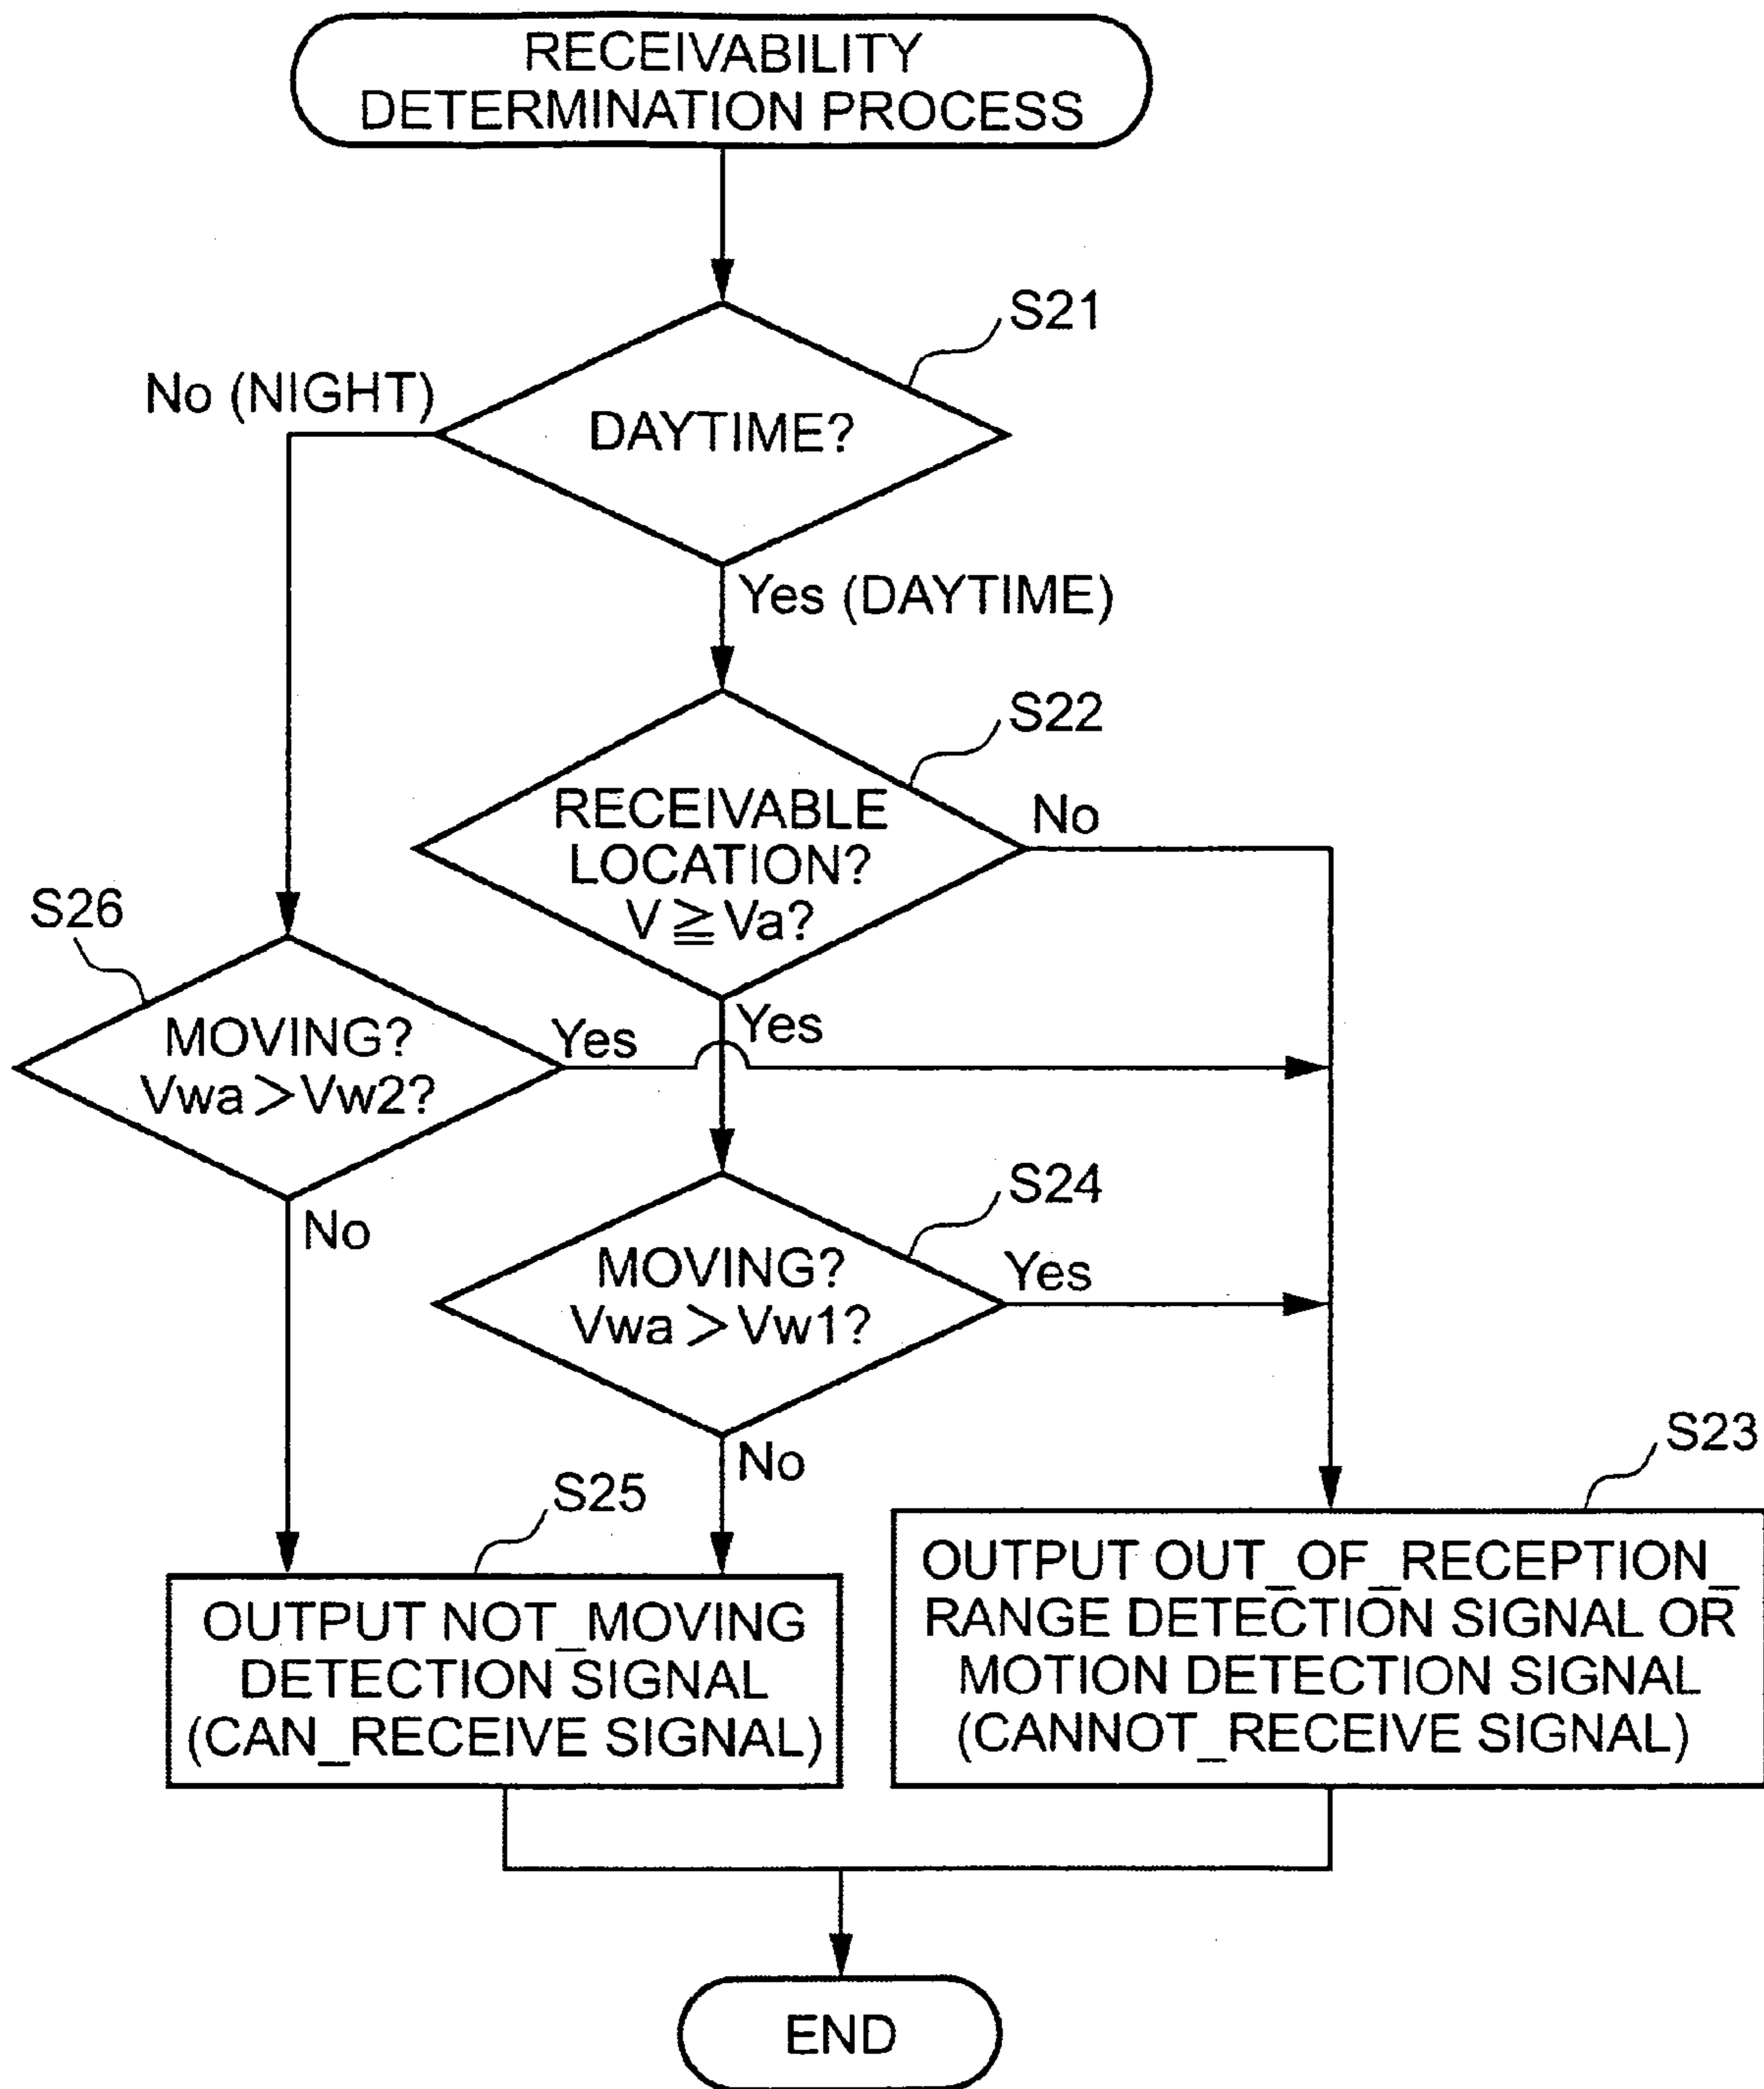 RECEIVABILITY
DETERMINATION PROCESS
S21
No (NIGHT)
DAYTIME?
Yes (DAYTIME)
S22
RECEIVABLE
LOCATION?
V ≧ Va?
No
S26
Yes
MOVING?
Vwa > Vw2?
Yes
No
S24
MOVING?
Vwa > Vw1?
Yes
No
S23
S25
OUTPUT NOT_MOVING
DETECTION SIGNAL
(CAN_RECEIVE SIGNAL)
OUTPUT OUT_OF_RECEPTION_
RANGE DETECTION SIGNAL OR
MOTION DETECTION SIGNAL
(CANNOT_RECEIVE SIGNAL)
END